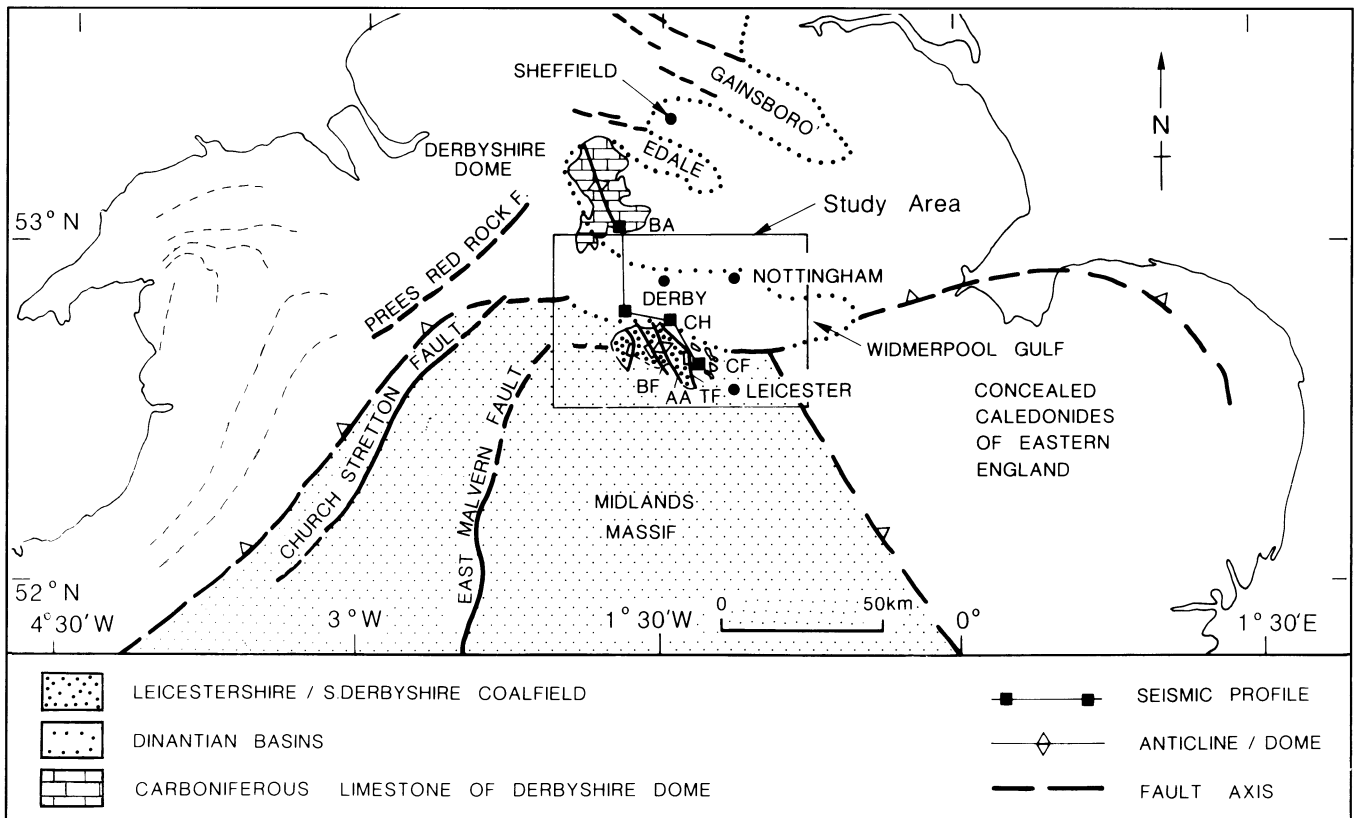 SHEFFIELD
GAINSBORO'
EDALE
DERBYSHIRE
DOME
N
53°N
PREES RED ROCK F.
BA
Study Area
NOTTINGHAM
DERBY
CH
WIDMERPOOL GULF
CHURCH STRETTON FAULT
EAST MALVERN FAULT
BF
AA
TF
CF
LEICESTER
CONCEALED
CALEDONIDES
OF EASTERN
ENGLAND
MIDLANDS
MASSIF
52°N
4°30'W
3°W
1°30'W
0
50km
0°
1°30'E
LEICESTERSHIRE / S.DERBYSHIRE COALFIELD
DINANTIAN BASINS
CARBONIFEROUS LIMESTONE OF DERBYSHIRE DOME
SEISMIC PROFILE
ANTICLINE / DOME
FAULT AXIS